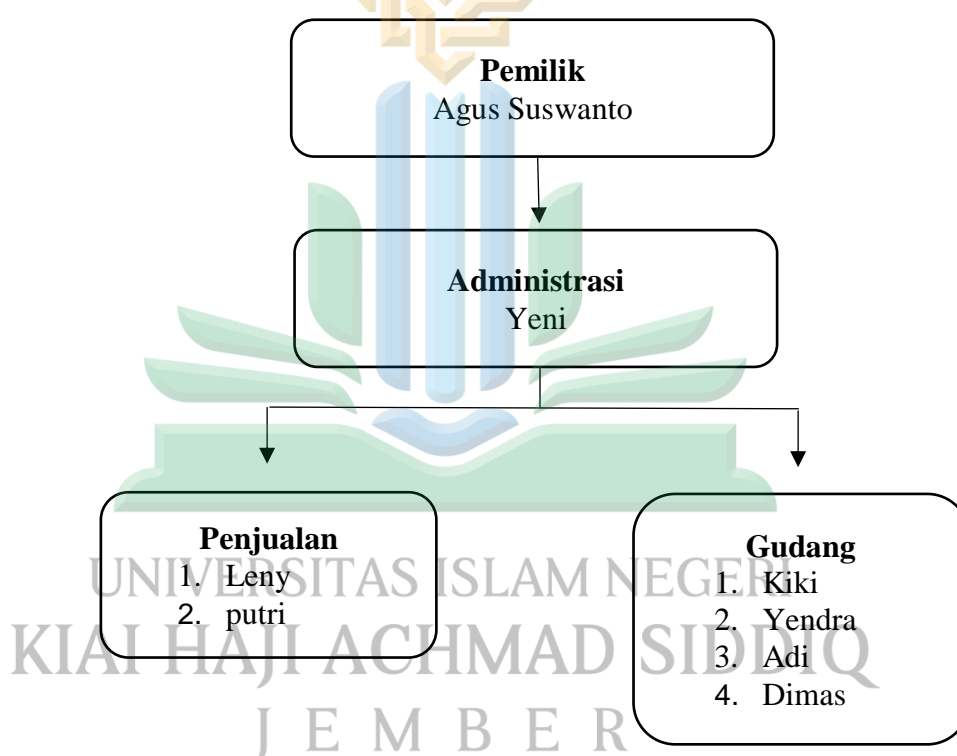 Pemilik
Agus Suswanto
Administrasi
Yeni
Penjualan
1. Leny
2. putri
Gudang
1. Kiki
2. Yendra
3. Adi
4. Dimas
UNIVERSITAS ISLAM NEGERI
KIAI HAJI ACHMAD SIDDIQ
JEMBER